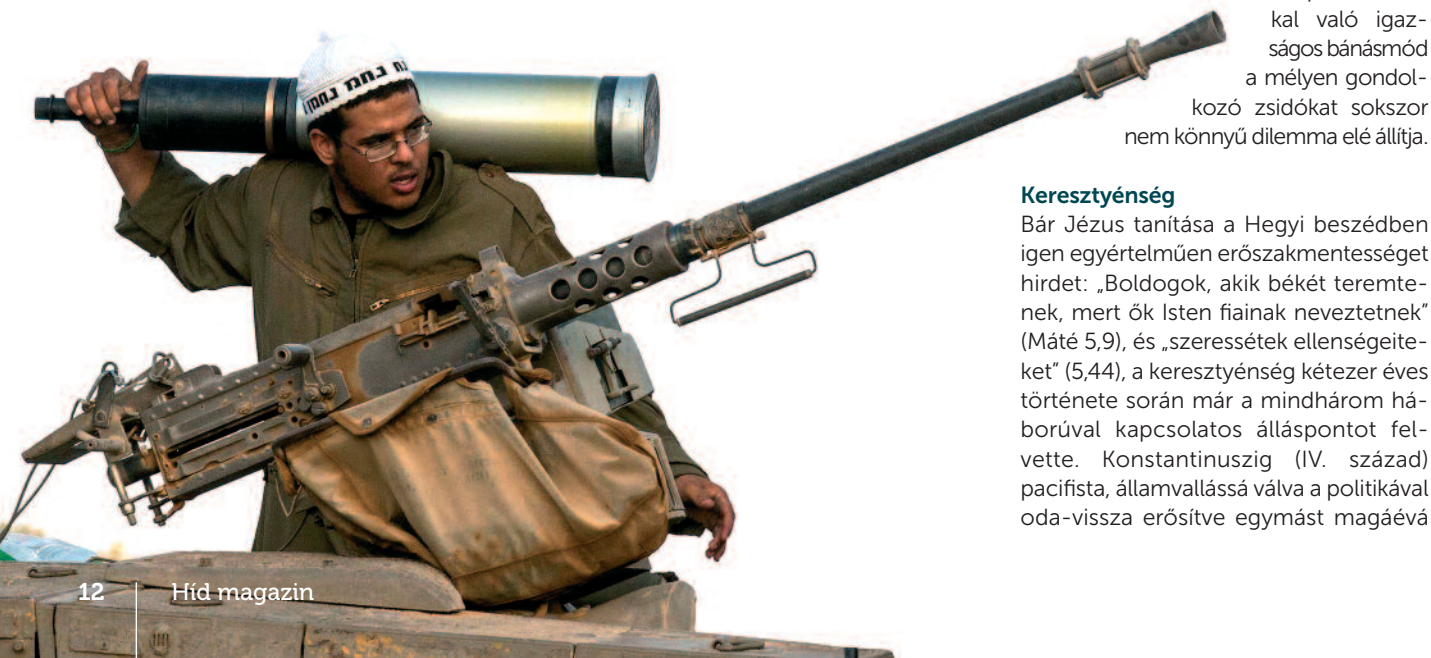 kal való igaz-
ságos bánásmód
a mélyen gondol-
kozó zsidókat sokszor
nem könnyű dilemma elé állítja.
Keresztyénség
Bár Jézus tanítása a Hegyi beszédben
igen egyértelműen erőszakmentességet
hirdet: „Boldogok, akik békét teremte-
nek, mert ők Isten fiainak neveztetnek”
(Máté 5,9), és „szeressétek ellenségeite-
ket” (5,44), a keresztyénség kétezer éves
története során már a mindhárom há-
borúval kapcsolatos álláspontot fel-
vette. Konstantinuszig (IV. század)
pacifista, államvallássá válva a politikával
oda-vissza erősítve egymást magáévá
נחמ נחמן
12
Híd magazin